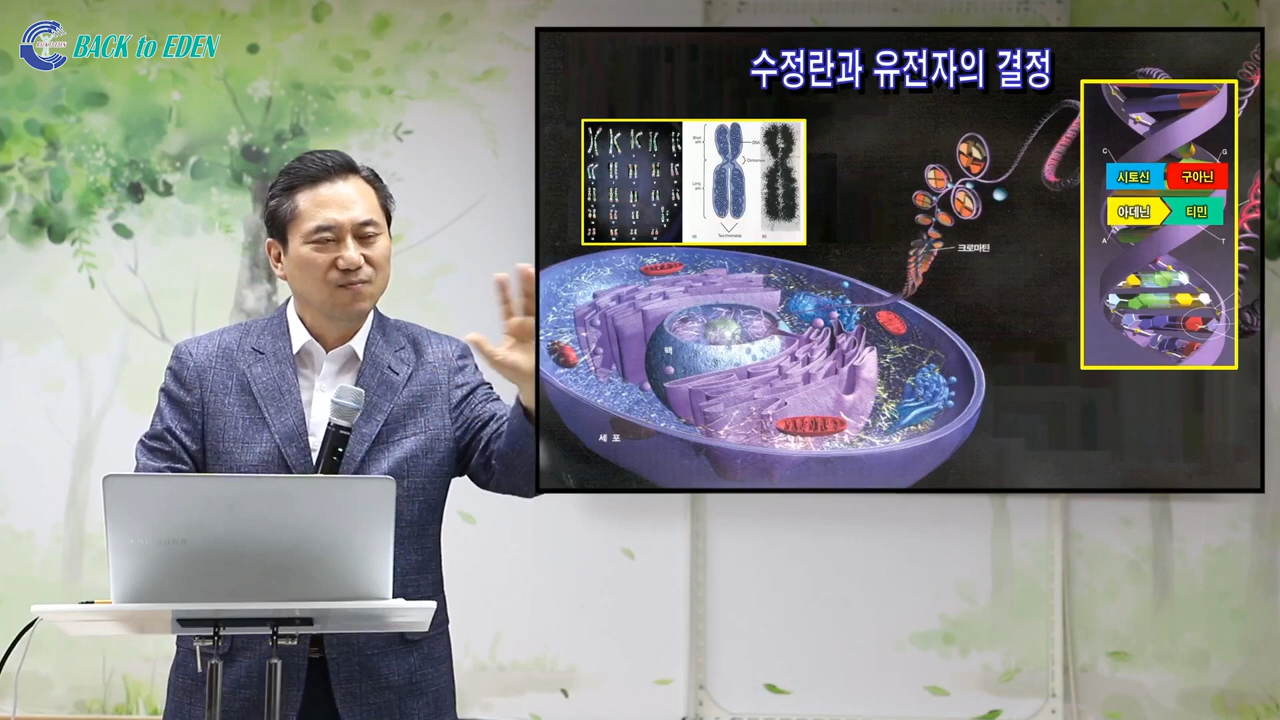 BACK to EDEN
수정란과 유전자의 결정
C
G
시토신
구아닌
아데닌
티민
A
T
크로마틴
핵
세 포